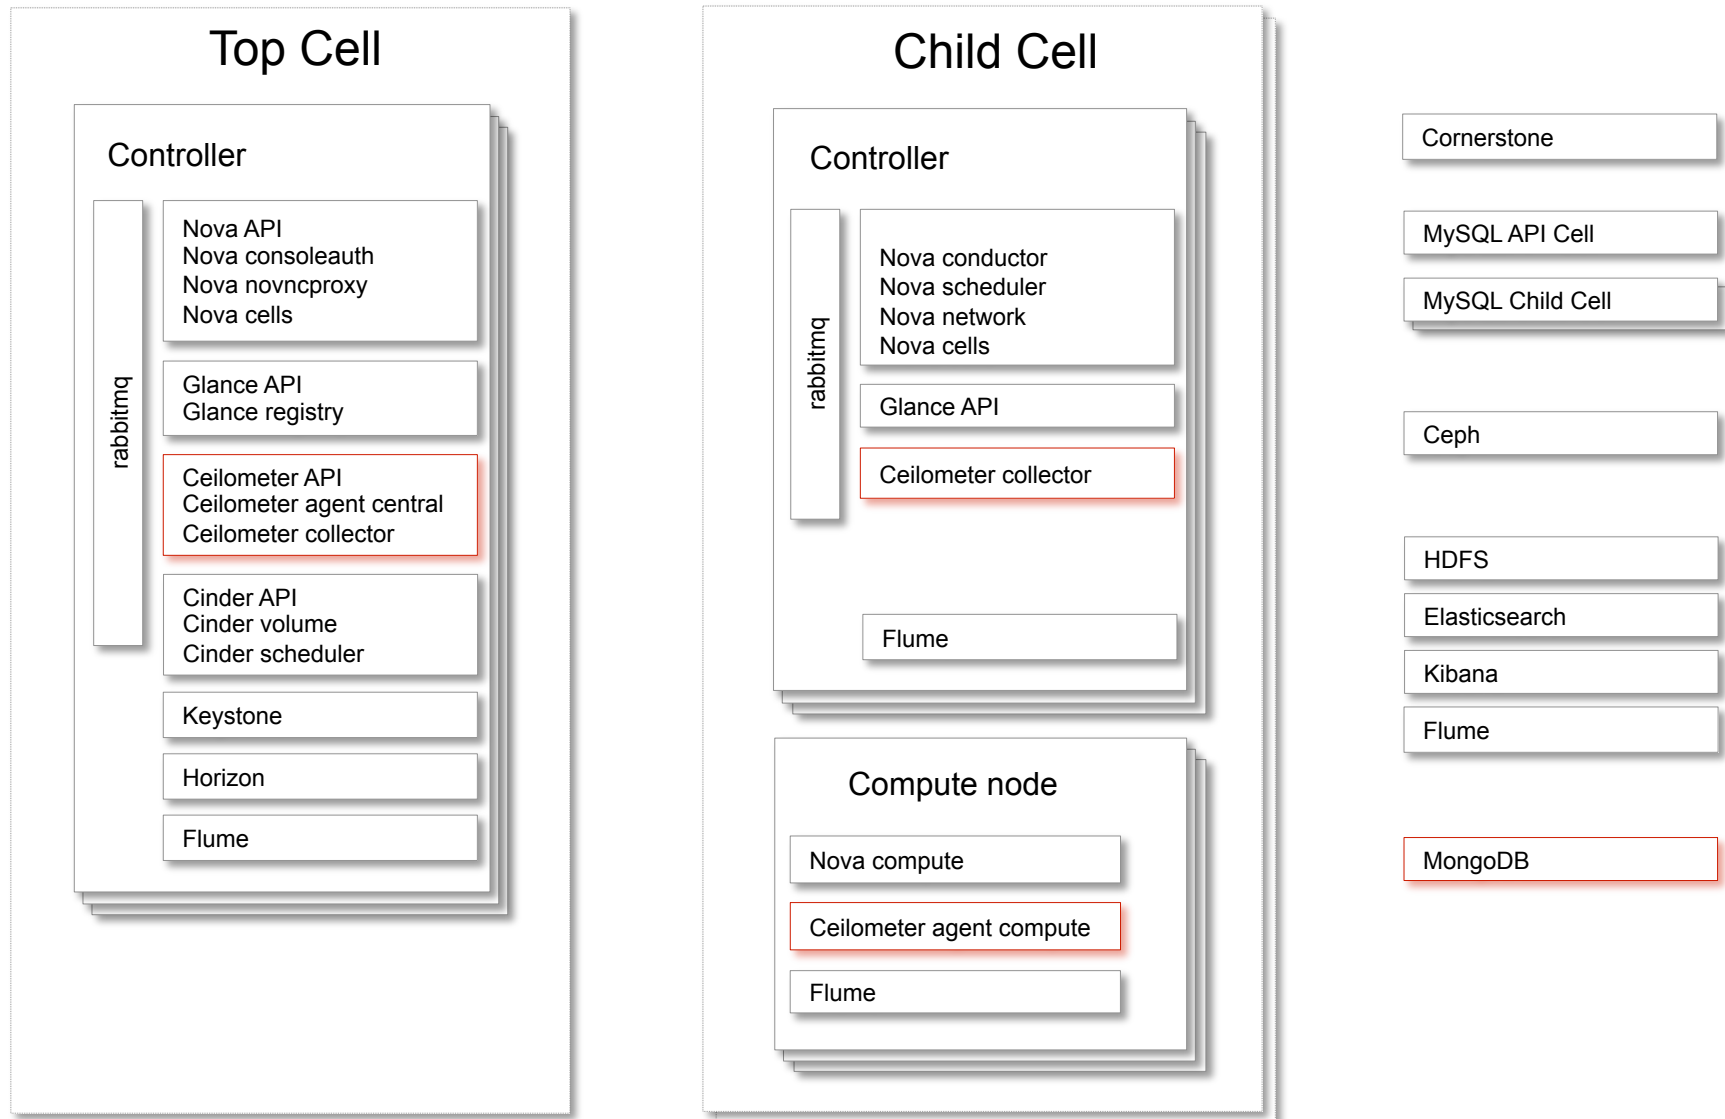 Top Cell
Controller
rabbitmq
Nova API
Nova consoleauth
Nova novncproxy
Nova cells
Glance API
Glance registry
Ceilometer API
Ceilometer agent central
Ceilometer collector
Cinder API
Cinder volume
Cinder scheduler
Keystone
Horizon
Flume
Child Cell
Controller
rabbitmq
Nova conductor
Nova scheduler
Nova network
Nova cells
Glance API
Ceilometer collector
Flume
Compute node
Nova compute
Ceilometer agent compute
Flume
Cornerstone
MySQL API Cell
MySQL Child Cell
Ceph
HDFS
Elasticsearch
Kibana
Flume
MongoDB